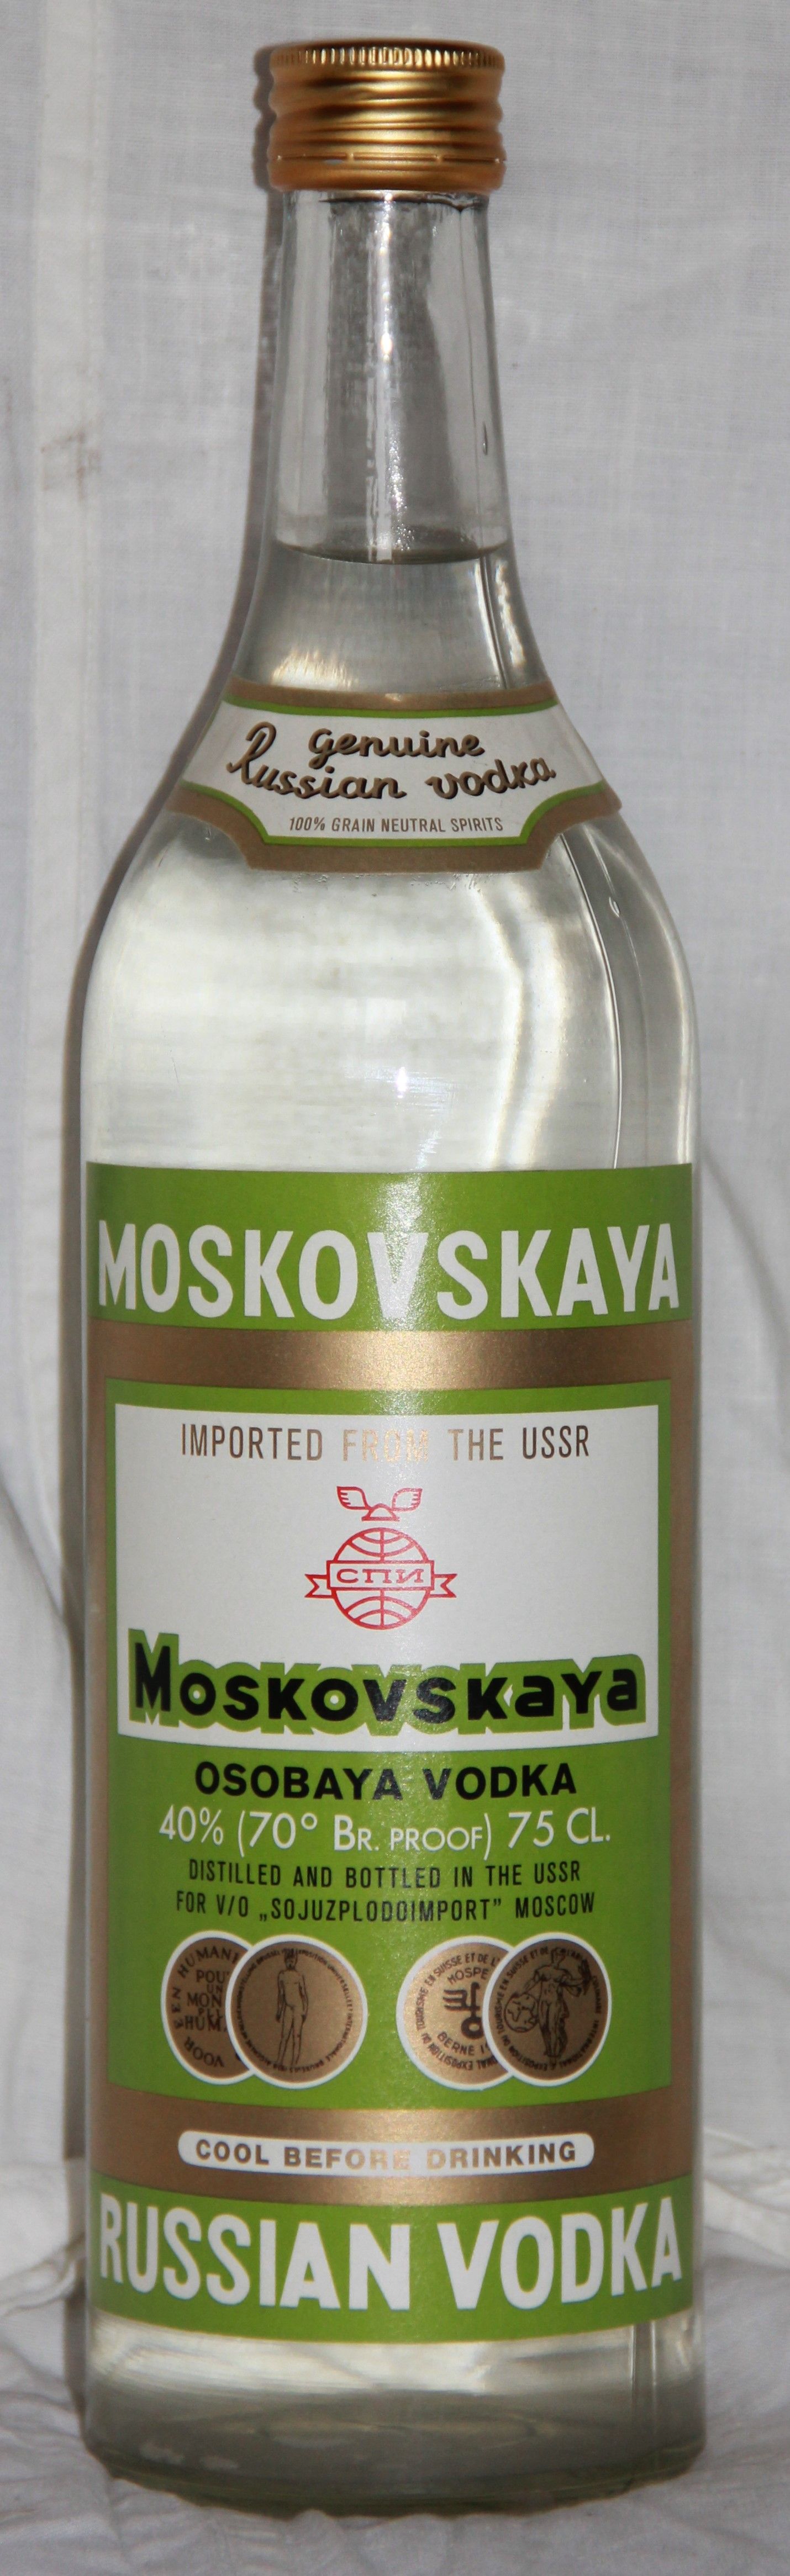 Genuine
Russian vodka
100% GRAIN NEUTRAL SPIRITS
MOSKOVSKAYA
IMPORTED FROM THE USSR
СПИ
Moskovskaya
OSOBAYA VODKA
40% (70° BR. PROOF) 75 CL.
DISTILLED AND BOTTLED IN THE USSR
FOR V/O „SOJUZPLODOIMPORT” MOSCOW
COOL BEFORE DRINKING
RUSSIAN VODKA